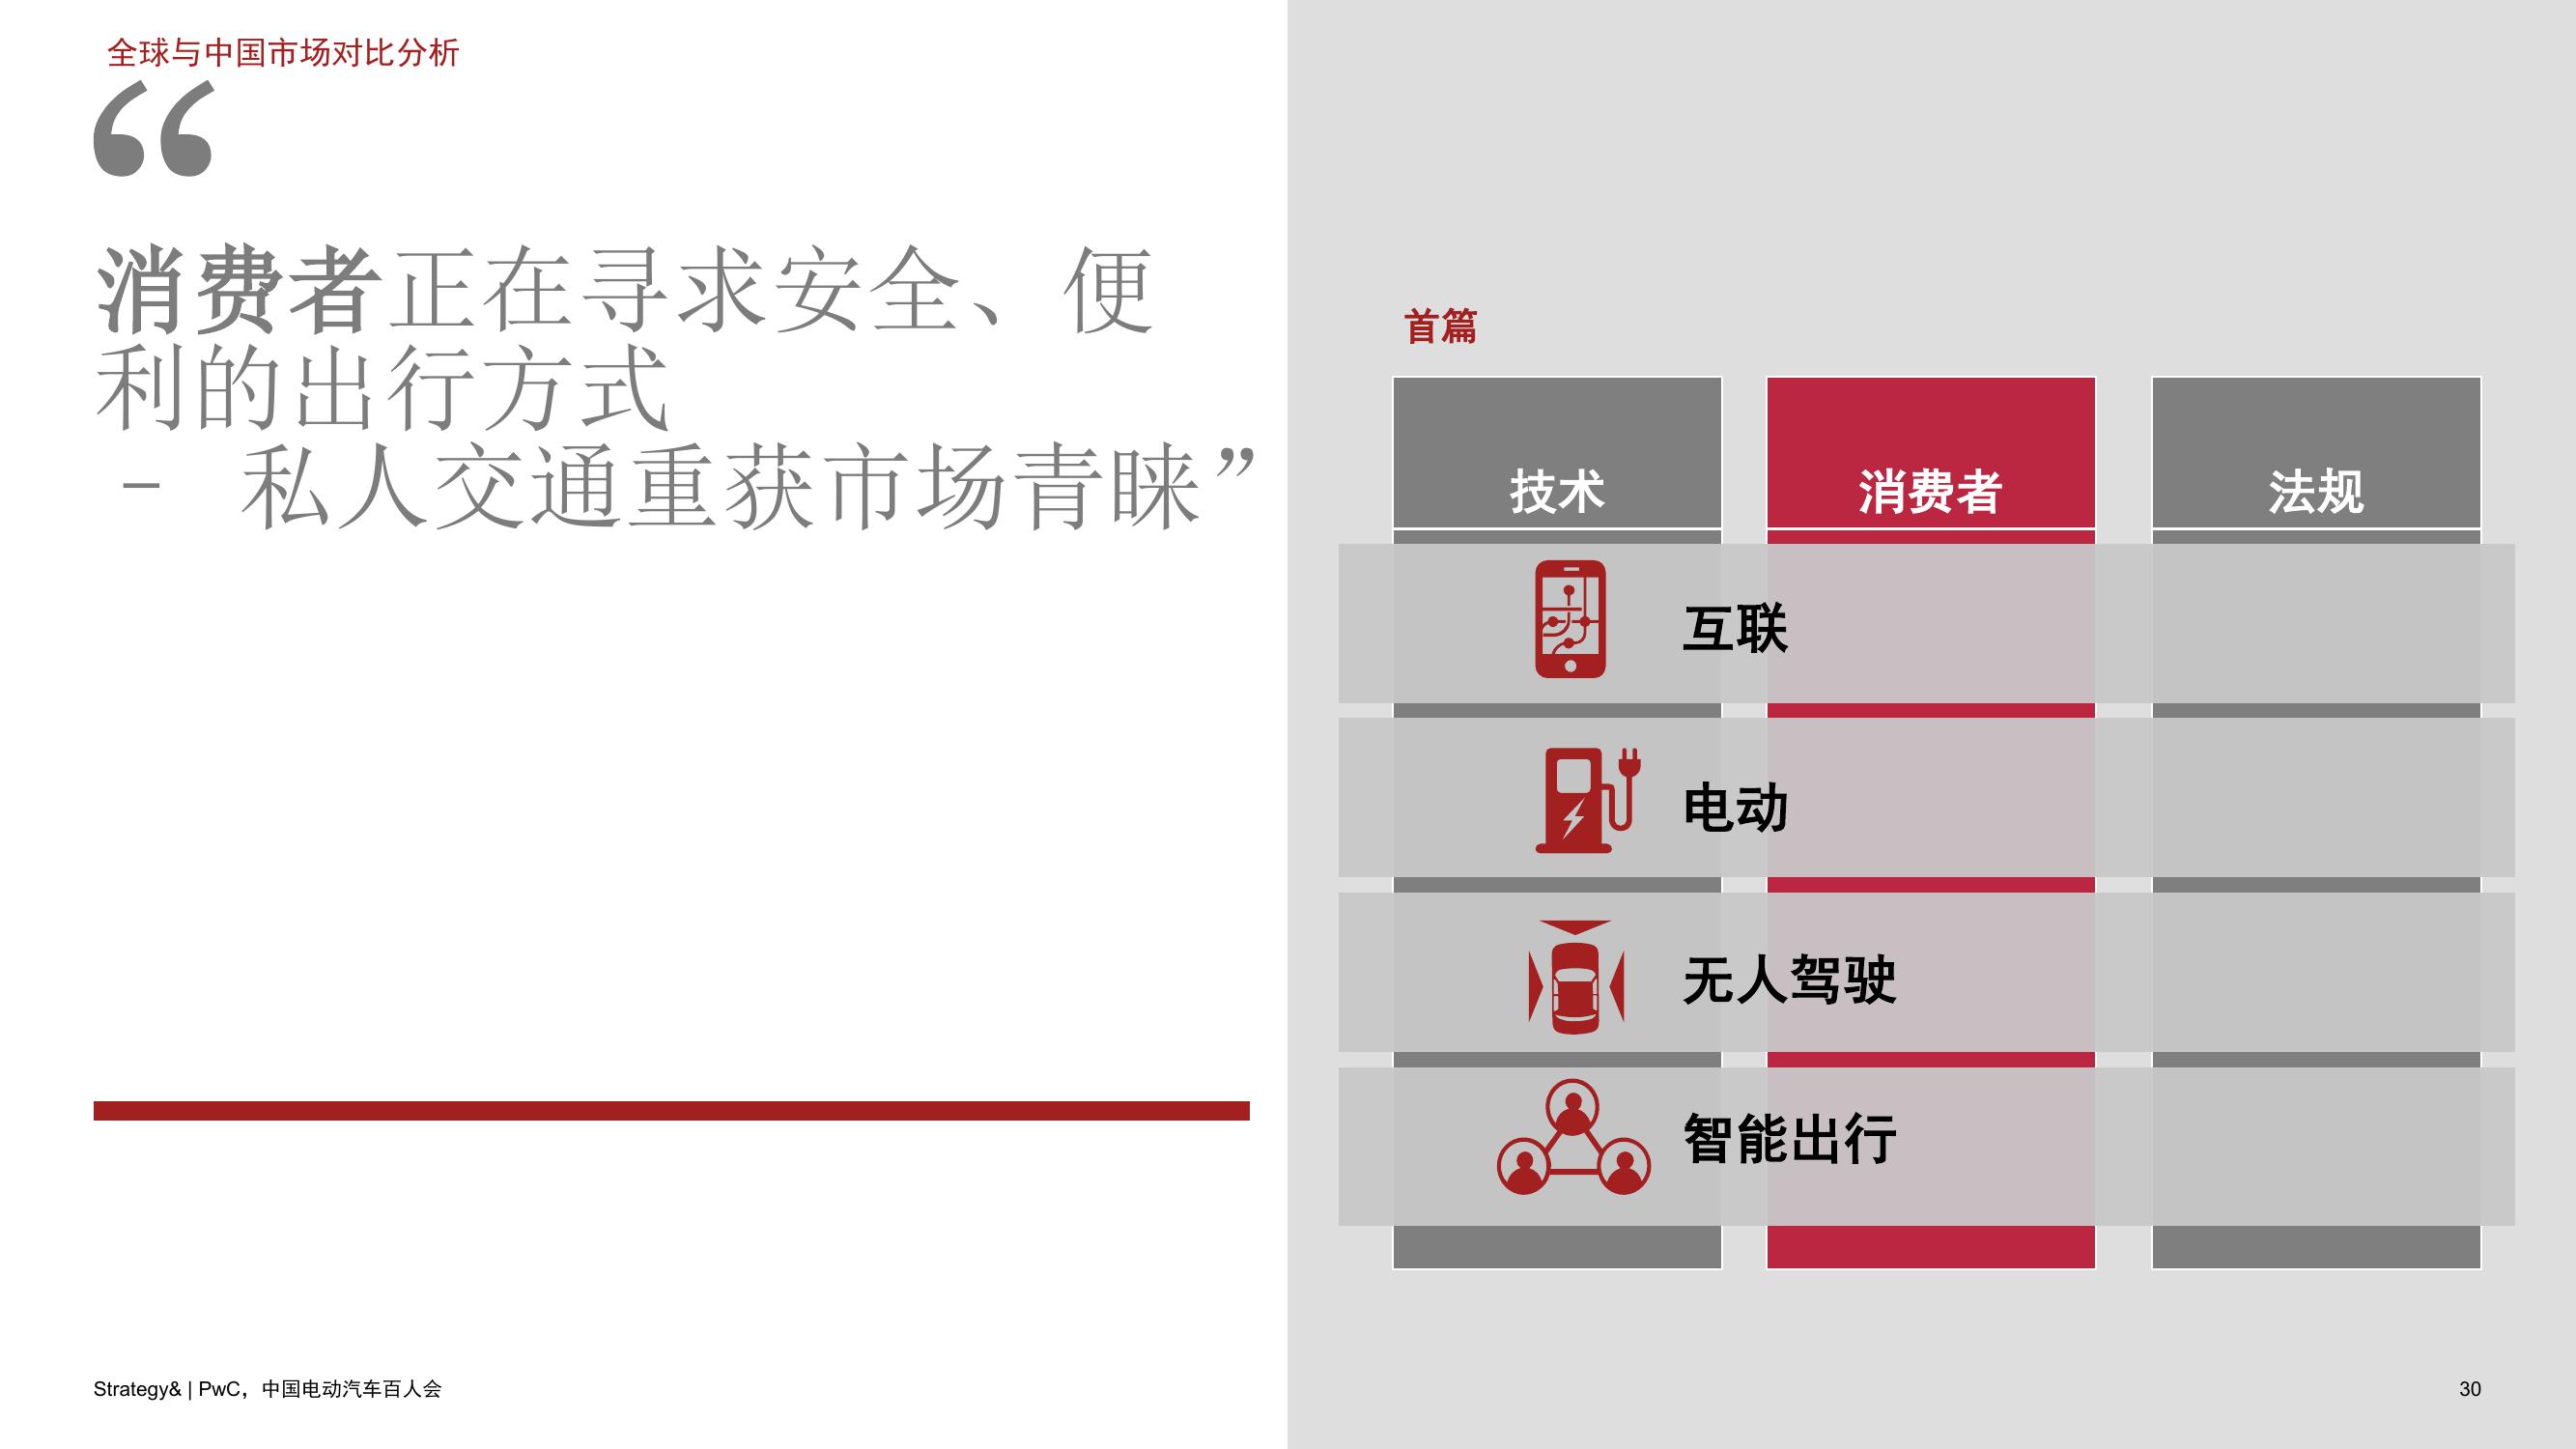 全球与中国市场对比分析
“
消费者正在寻求安全、便
利的出行方式
– 私人交通重获市场青睐”
首篇
技术
消费者
法规
互联
电动
无人驾驶
智能出行
Strategy& | PwC，中国电动汽车百人会
30